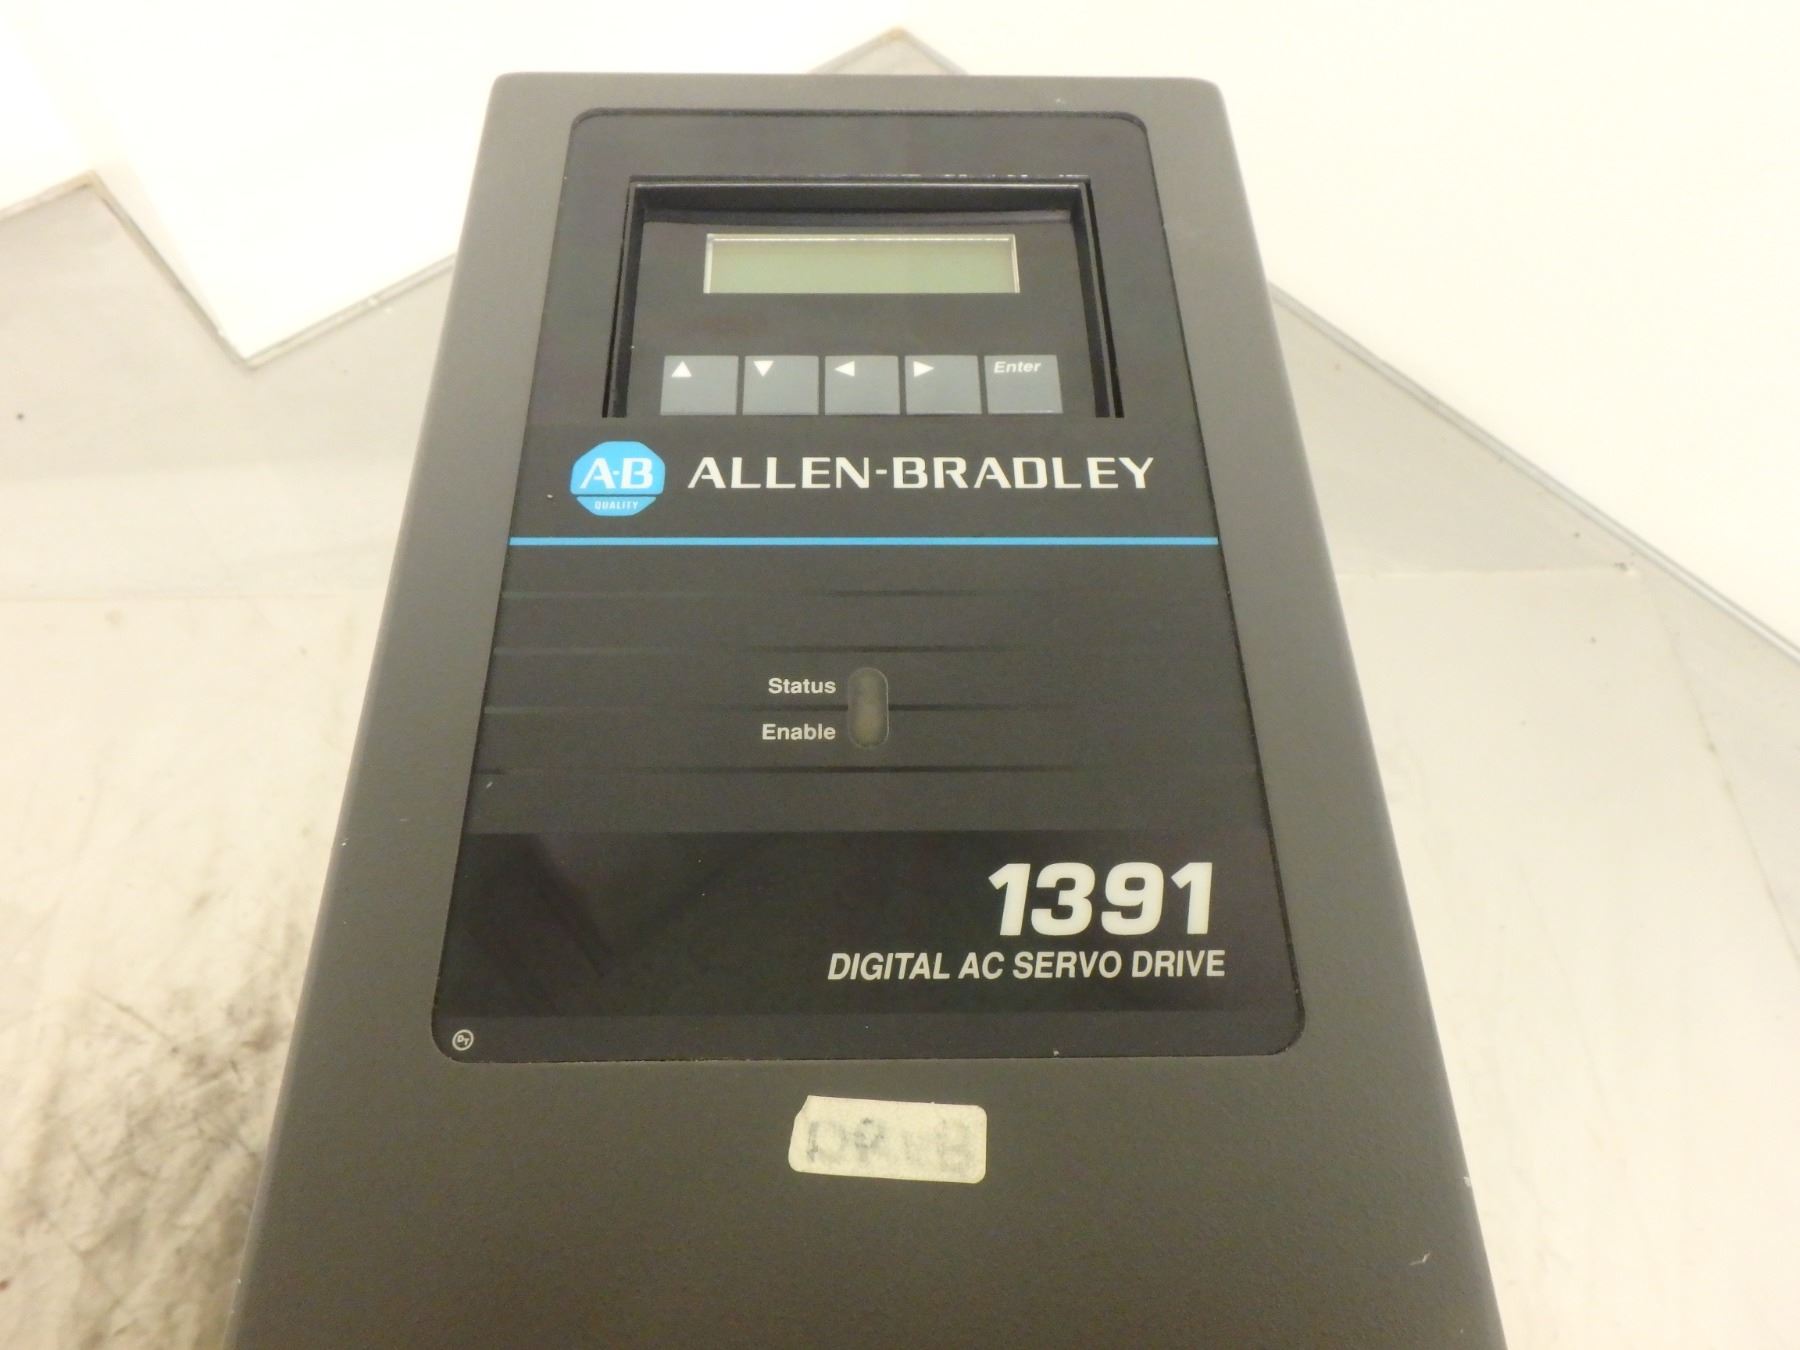 Enter
A-B ALLEN-BRADLEY
QUALITY
Status
Enable
1391
DIGITAL AC SERVO DRIVE